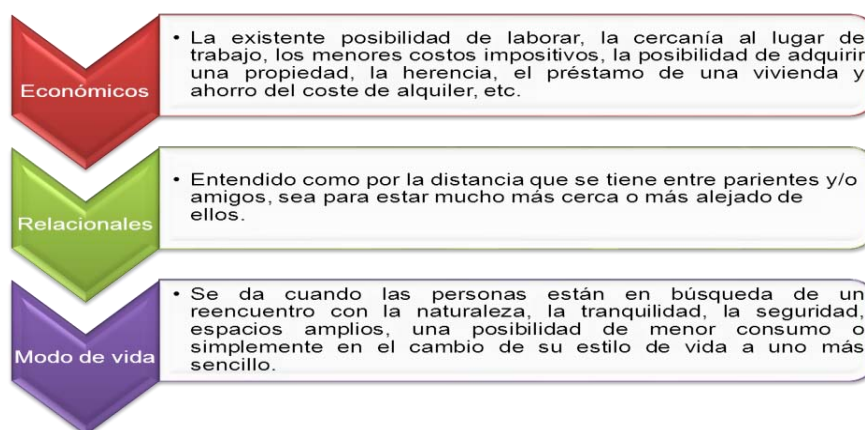 Económicos
• La existente posibilidad de laborar, la cercanía al lugar de
trabajo, los menores costos impositivos, la posibilidad de adquirir
una propiedad, la herencia, el préstamo de una vivienda y
ahorro del coste de alquiler, etc.
Relacionales
• Entendido como por la distancia que se tiene entre parientes y/o
amigos, sea para estar mucho más cerca o más alejado de
ellos.
Modo de vida
• Se da cuando las personas están en búsqueda de un
reencuentro con la naturaleza, la tranquilidad, la seguridad,
espacios amplios, una posibilidad de menor consumo o
simplemente en el cambio de su estilo de vida a uno más
sencillo.